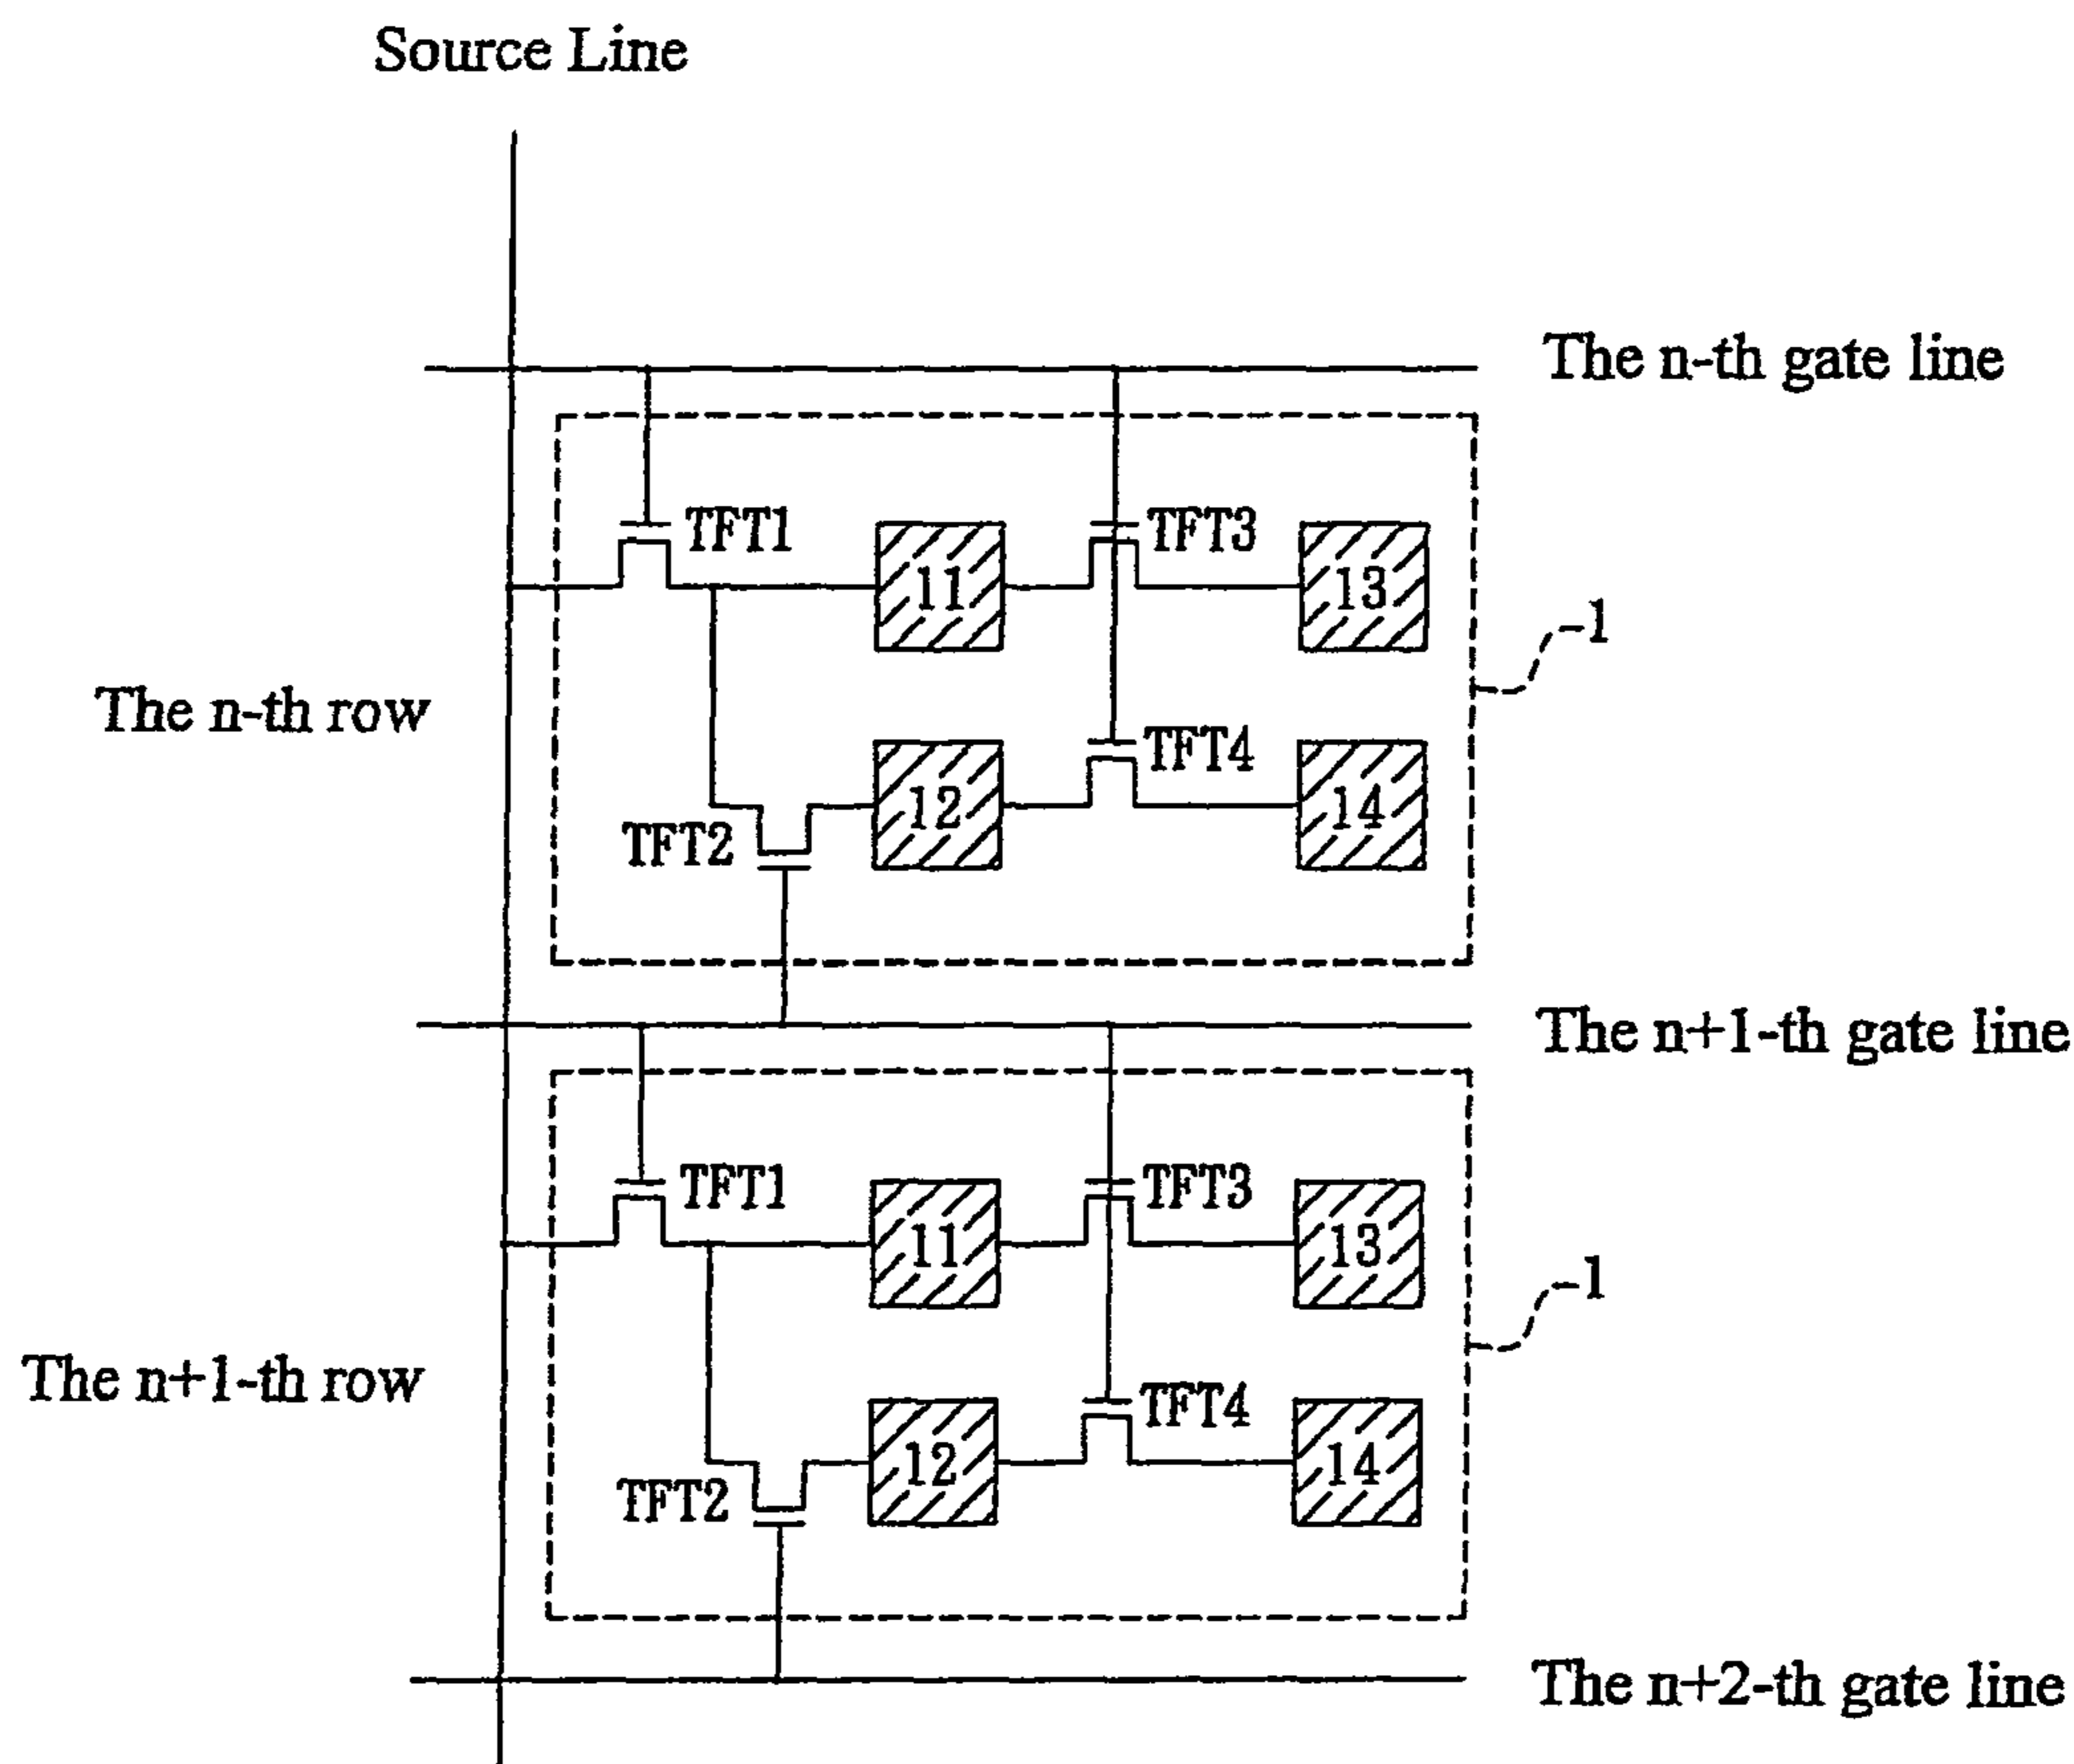 Source Line
The n-th gate line
TFT1
TFT3
11
13
1
The n-th row
TFT4
12
14
TFT2
The n+1-th gate line
TFT1
TFT3
11
13
1
The n+1-th row
TFT4
12
14
TFT2
The n+2-th gate line